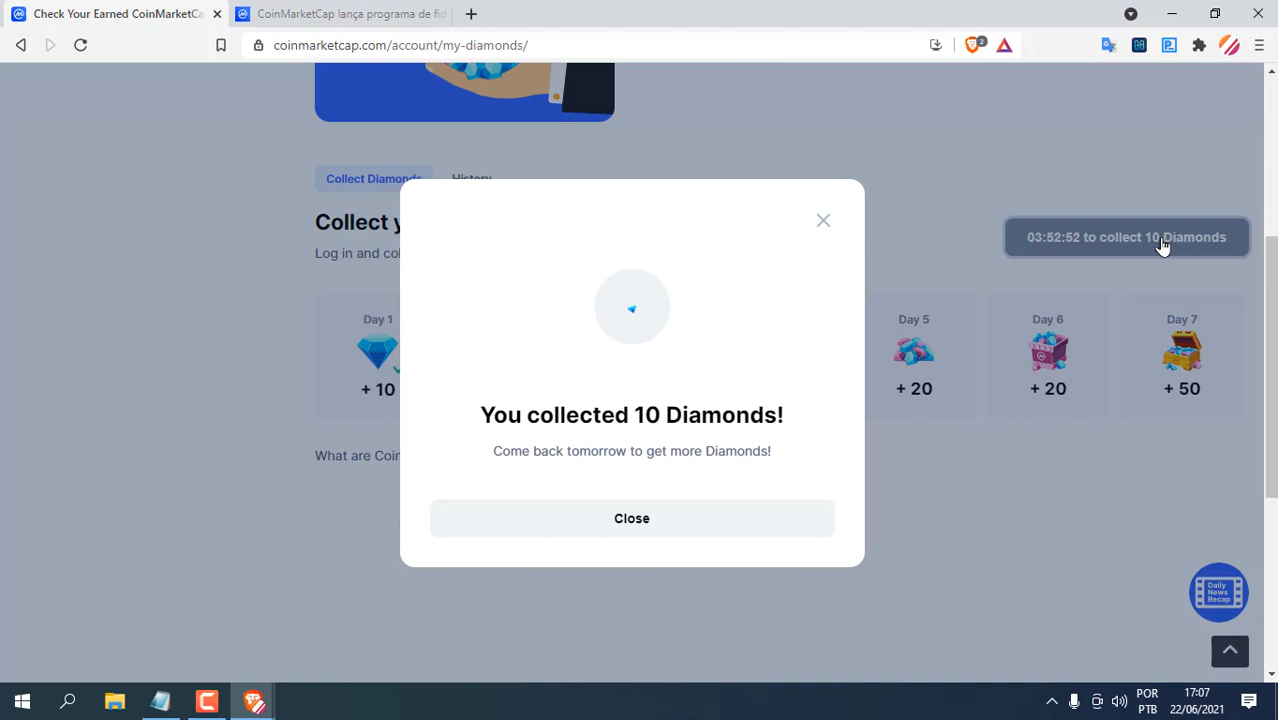 Check Your Earned CoinMarketCa
CoinMarketCap lança programa de fid
coinmarketcap.com/account/my-diamonds/
2
Collect Diamonds
History
Collect y
03:52:52 to collect 10 Diamonds
Log in and col
Day 1
+ 10
Day 5
+ 20
Day 6
+ 20
Day 7
+ 50
What are Coin
You collected 10 Diamonds!
Come back tomorrow to get more Diamonds!
Close
Daily
News
Recap
POR
PTB
17:07
22/06/2021